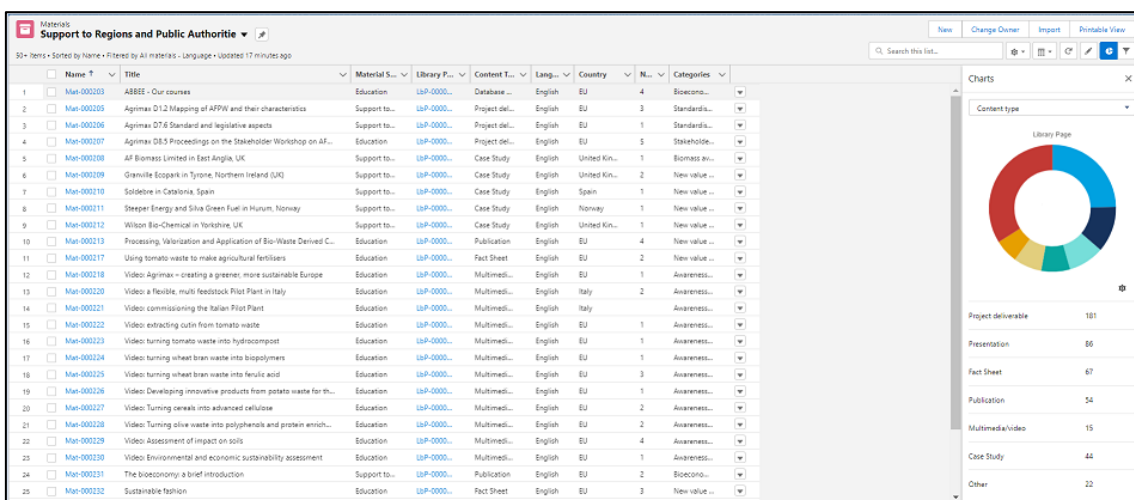 Materials
Support to Regions and Public Authoritie
New Change Owner Import Printable View
50+ items • Sorted by Name • Filtered by All materials - Language • Updated 17 minutes ago
Search this list...
Name ↑ Title Material S... Library P... Content T... Lang... Country N... Categories
1 Mat-000203 ABBEE - Our courses Education LbP-0000... Database ... English EU 4 Bioecono...
2 Mat-000205 Agrimax D1.2 Mapping of AFPW and their characteristics Support to... LbP-0000... Project del... English EU 3 Standardis...
3 Mat-000206 Agrimax D7.6 Standard and legislative aspects Support to... LbP-0000... Project del... English EU 1 Standardis...
4 Mat-000207 Agrimax D8.5 Proceedings on the Stakeholder Workshop on AF... Education LbP-0000... Project del... English EU 5 Stakeholde...
5 Mat-000208 AF Biomass Limited in East Anglia, UK Support to... LbP-0000... Case Study English United Kin... 1 Biomass av...
6 Mat-000209 Granville Ecopark in Tyrone, Northern Ireland (UK) Support to... LbP-0000... Case Study English United Kin... 2 New value ...
7 Mat-000210 Soldebre in Catalonia, Spain Support to... LbP-0000... Case Study English Spain 1 New value ...
8 Mat-000211 Steeper Energy and Silva Green Fuel in Hurum, Norway Support to... LbP-0000... Case Study English Norway 1 New value ...
9 Mat-000212 Wilson Bio-Chemical in Yorkshire, UK Support to... LbP-0000... Case Study English United Kin... 1 New value ...
10 Mat-000213 Processing, Valorization and Application of Bio-Waste Derived C... Education LbP-0000... Publication English EU 4 New value ...
11 Mat-000217 Using tomato waste to make agricultural fertilisers Education LbP-0000... Fact Sheet English EU 2 New value ...
12 Mat-000218 Video: Agrimax – creating a greener, more sustainable Europe Education LbP-0000... Multimedi... English EU 1 Awareness...
13 Mat-000220 Video: a flexible, multi feedstock Pilot Plant in Italy Education LbP-0000... Multimedi... English Italy 2 Awareness...
14 Mat-000221 Video: commissioning the Italian Pilot Plant Education LbP-0000... Multimedi... English Italy Awareness...
15 Mat-000222 Video: extracting cutin from tomato waste Education LbP-0000... Multimedi... English EU 1 Awareness...
16 Mat-000223 Video: turning tomato waste into hydrocompost Education LbP-0000... Multimedi... English EU 1 Awareness...
17 Mat-000224 Video: turning wheat bran waste into biopolymers Education LbP-0000... Multimedi... English EU 1 Awareness...
18 Mat-000225 Video: turning wheat bran waste into ferulic acid Education LbP-0000... Multimedi... English EU 3 Awareness...
19 Mat-000226 Video: Developing innovative products from potato waste for th... Education LbP-0000... Multimedi... English EU 1 Awareness...
20 Mat-000227 Video: Turning cereals into advanced cellulose Education LbP-0000... Multimedi... English EU 2 Awareness...
21 Mat-000228 Video: Turning olive waste into polyphenols and protein enrich... Education LbP-0000... Multimedi... English EU 2 Awareness...
22 Mat-000229 Video: Assessment of impact on soils Education LbP-0000... Multimedi... English EU 4 Awareness...
23 Mat-000230 Video: Environmental and economic sustainability assessment Education LbP-0000... Multimedi... English EU 1 Awareness...
24 Mat-000231 The bioeconomy: a brief introduction Support to... LbP-0000... Publication English EU 2 Bioecono...
25 Mat-000232 Sustainable fashion Education LbP-0000... Fact Sheet English EU 3 New value ...
Charts
Content type
Library Page
Project deliverable 181
Presentation 86
Fact Sheet 67
Publication 54
Multimedia/video 15
Case Study 44
Other 22